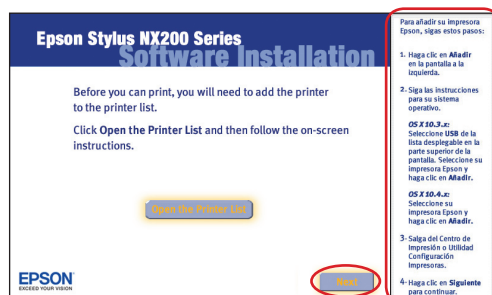 Epson Stylus NX200 Series
Software Installation
Before you can print, you will need to add the printer
to the printer list.
Click Open the Printer List and then follow the on-screen
instructions.
Open the Printer List
EPSON
EXCEED YOUR VISION
Next
Para añadir su impresora
Epson, sigas estos pasos:
1. Haga clic en Añadir
en la pantalla a la
izquierda.
2. Siga las instrucciones
para su sistema
operativo.
OS X 10.3.x:
Seleccione USB de la
lista desplegable en la
parte superior de la
pantalla. Seleccione su
impresora Epson y
haga clic en Añadir.
OS X 10.4.x:
Seleccione su
impresora Epson y
haga clic en Añadir.
3- Salga del Centro de
Impresión o Utilidad
Configuración
Impresoras.
4- Haga clic en Siguiente
para continuar.